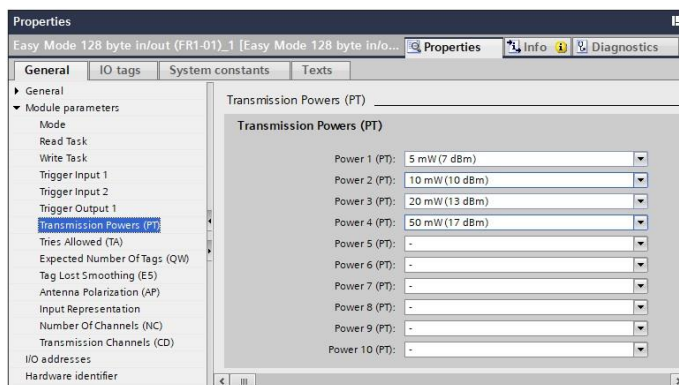 Properties
Easy Mode 128 byte in/out (FR1-01)_1 [Easy Mode 128 byte in/o...
Properties
Info
Diagnostics
General
IO tags
System constants
Texts
General
Module parameters
Mode
Read Task
Write Task
Trigger Input 1
Trigger Input 2
Trigger Output 1
Transmission Powers (PT)
Tries Allowed (TA)
Expected Number Of Tags (QW)
Tag Lost Smoothing (E5)
Antenna Polarization (AP)
Input Representation
Number Of Channels (NC)
Transmission Channels (CD)
I/O addresses
Hardware identifier
Transmission Powers (PT)
Transmission Powers (PT)
Power 1 (PT): 5 mW (7 dBm)
Power 2 (PT): 10 mW (10 dBm)
Power 3 (PT): 20 mW (13 dBm)
Power 4 (PT): 50 mW (17 dBm)
Power 5 (PT): -
Power 6 (PT): -
Power 7 (PT): -
Power 8 (PT): -
Power 9 (PT): -
Power 10 (PT): -